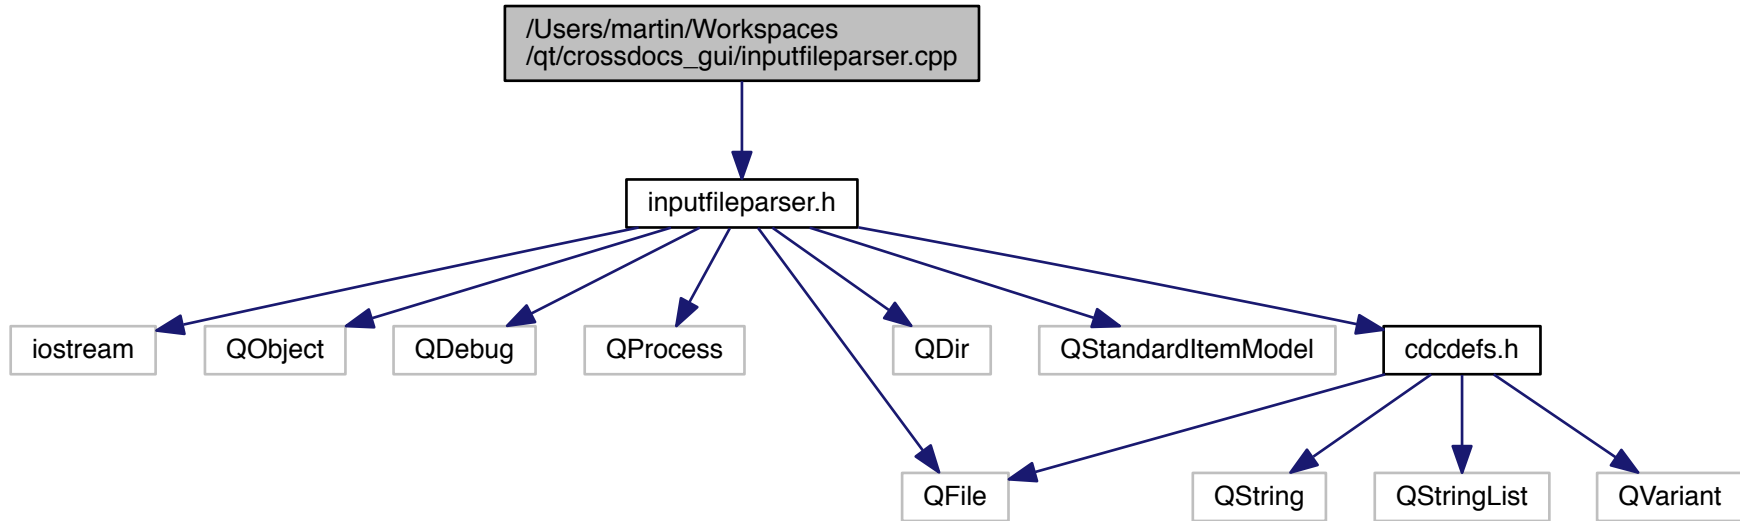 /Users/martin/Workspaces
/qt/crossdocs_gui/inputfileparser.cpp
inputfileparser.h
iostream
QObject
QDebug
QProcess
QDir
QStandardItemModel
cdcdefs.h
QFile
QString
QStringList
QVariant